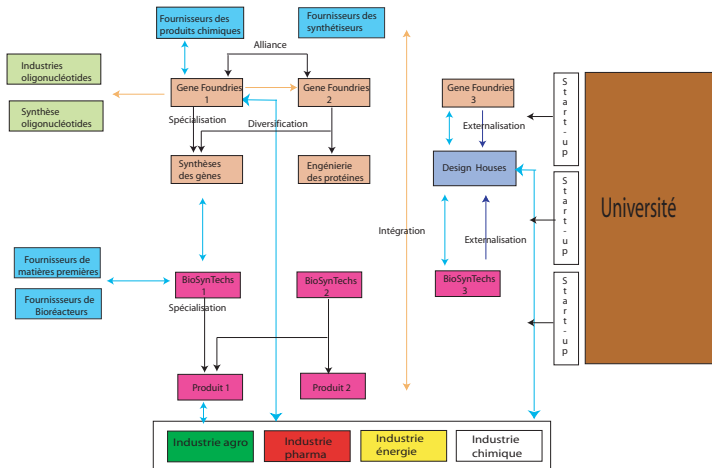 Fournisseurs des
produits chimiques
Fournisseurs des
synthétiseurs
Alliance
Industries
oligonucléotides
Synthèse
oligonucléotides
Gene Foundries
1
Gene Foundries
2
Gene Foundries
3
Spécialisation
Diversification
Externalisation
Synthèses
des gènes
Engénierie
des protéines
Design Houses
Start-up
Start-up
Start-up
Université
Intégration
Externalisation
Fournisseurs de
matières premières
Fournissseurs de
Bioréacteurs
BioSynTechs
1
BioSynTechs
2
BioSynTechs
3
Spécialisation
Produit 1
Produit 2
Industrie agro
Industrie
pharma
Industrie
énergie
Industrie
chimique